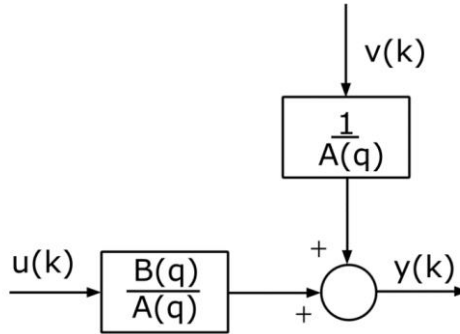 v(k)
1
A(q)
+
u(k)
B(q)
A(q)
+
y(k)